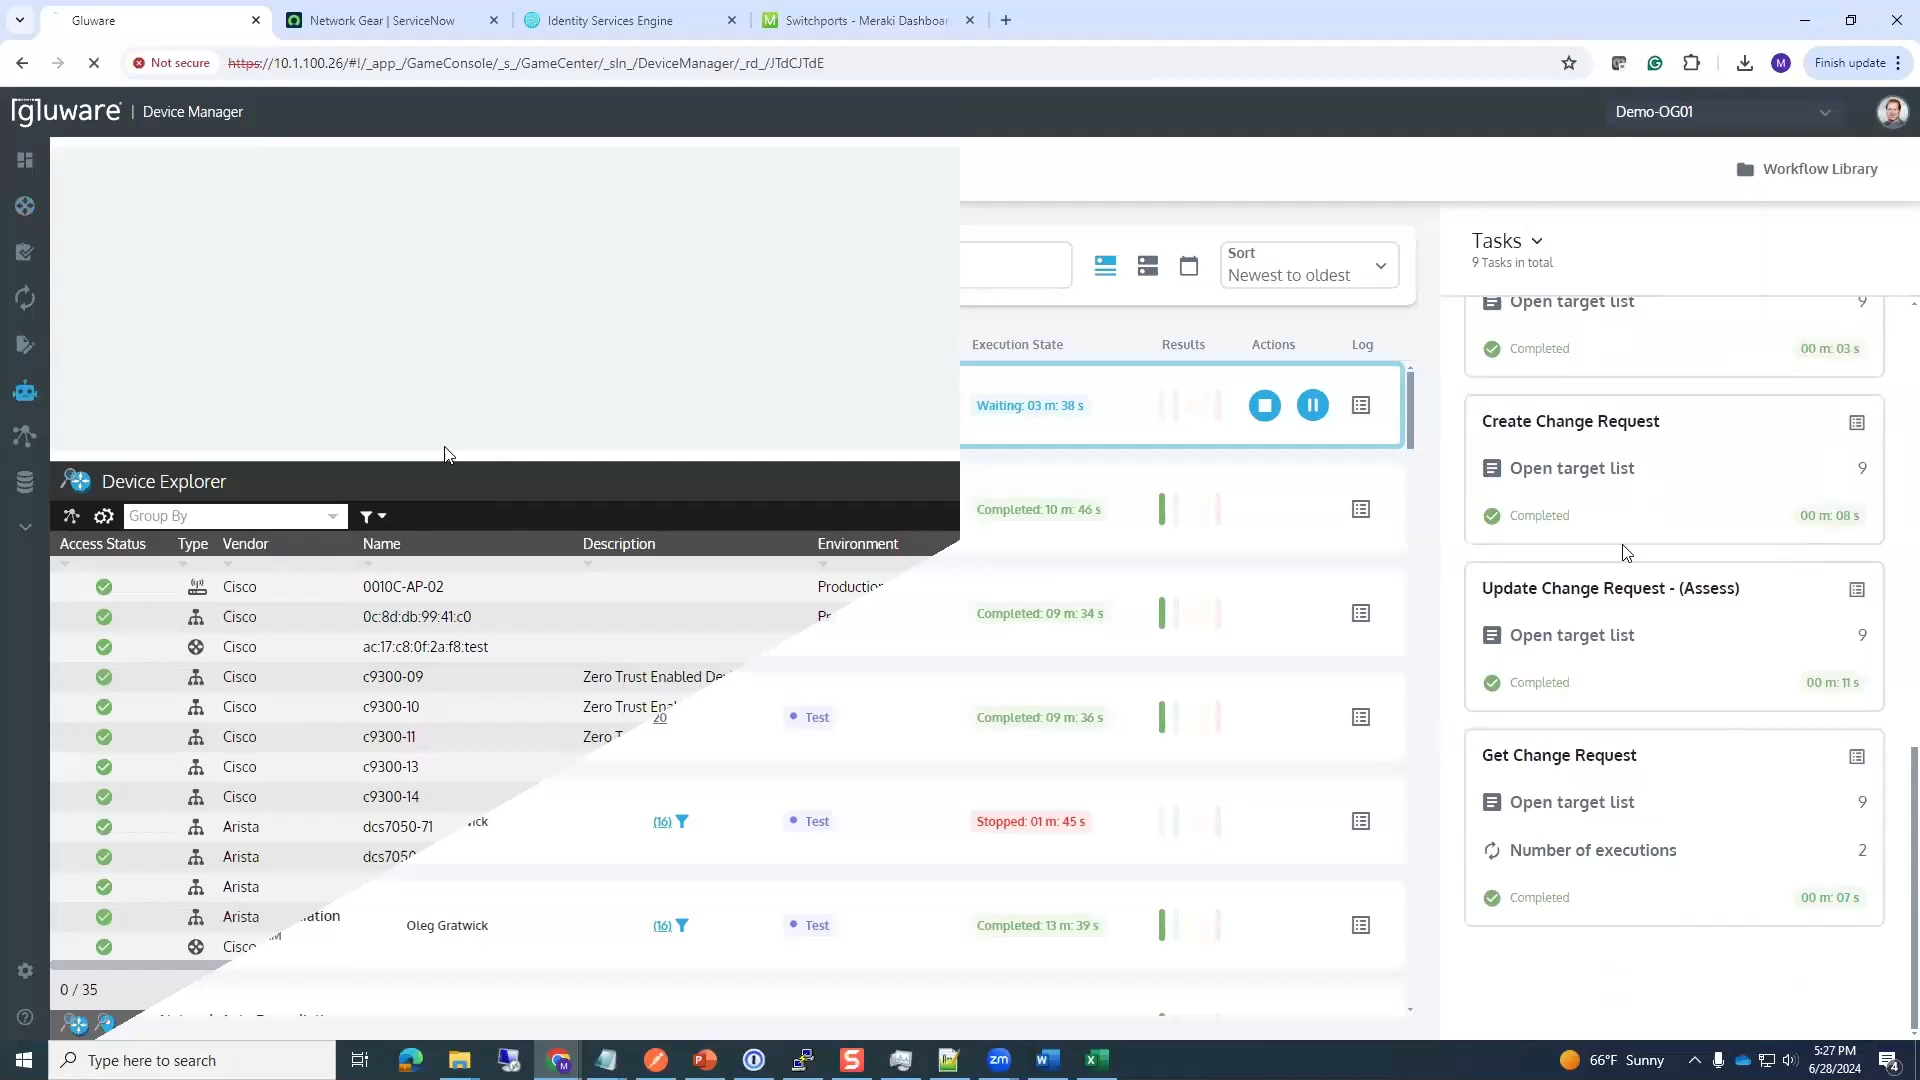 Gluware
Network Gear | ServiceNow
Identity Services Engine
Switchports - Meraki Dashboar
Not secure
https://10.1.100.26/#!/_app_/GameConsole/_s_/GameCenter/_sln_/DeviceManager/_rd_/JTdCJTdE
M
Finish update
gluware | Device Manager
Demo-OG01
Workflow Library
Sort
Newest to oldest
Tasks
9 Tasks in total
Open target list 9
Completed 00 m: 03 s
Execution State Results Actions Log
Waiting: 03 m: 38 s
Completed: 10 m: 46 s
Completed: 09 m: 34 s
20 Test Completed: 09 m: 36 s
(16) Test Stopped: 01 m: 45 s
Oleg Gratwick (16) Test Completed: 13 m: 39 s
Create Change Request
Open target list 9
Completed 00 m: 08 s
Update Change Request - (Assess)
Open target list 9
Completed 00 m: 11 s
Get Change Request
Open target list 9
Number of executions 2
Completed 00 m: 07 s
Device Explorer
Group By
Access Status Type Vendor Name Description Environment
Cisco 0010C-AP-02 Production
Cisco 0c:8d:db:99:41:c0
Cisco ac:17:c8:0f:2a:f8:test
Cisco c9300-09 Zero Trust Enabled De
Cisco c9300-10 Zero Trust
Cisco c9300-11 Zero T
Cisco c9300-13
Cisco c9300-14
Arista dcs7050-71
Arista dcs7050
Arista
Arista
Cisco
0 / 35
Type here to search
66°F Sunny
5:27 PM
6/28/2024
4